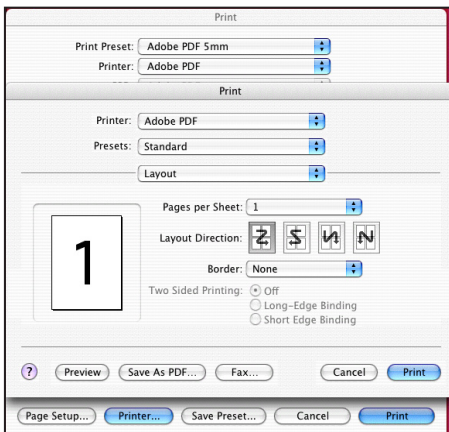 Print
Print Preset: Adobe PDF 5mm
Printer: Adobe PDF
Print
Printer: Adobe PDF
Presets: Standard
Layout
Pages per Sheet: 1
Layout Direction:
1
Border: None
Two Sided Printing: Off
Long-Edge Binding
Short Edge Binding
? Preview Save As PDF... Fax... Cancel Print
Page Setup... Printer... Save Preset... Cancel Print